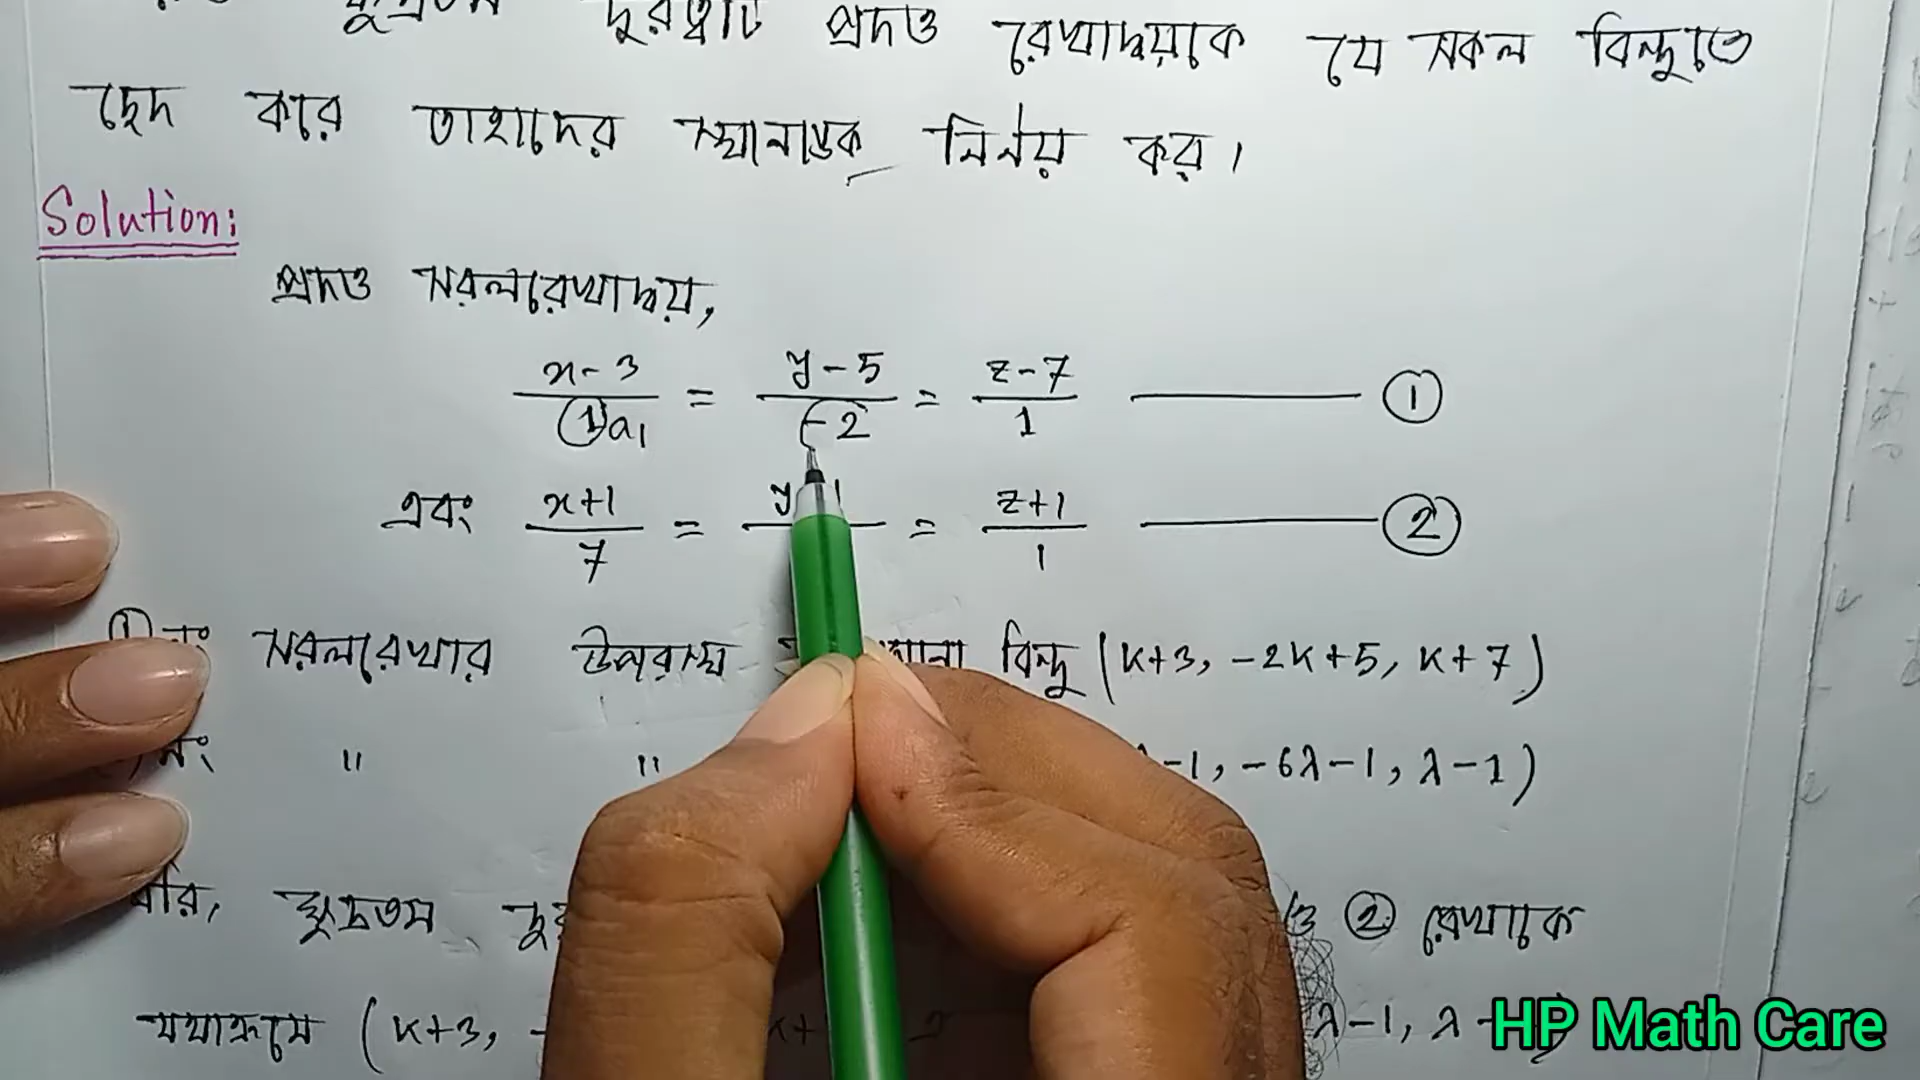 দূরত্বটি প্রদত্ত রেখাদ্বয়কে যে সকল বিন্দুতে
ছেদ করে তাহাদের স্থানাঙ্ক নির্ণয় কর।
Solution:
প্রদত্ত সরলরেখাদ্বয়,
x-3/1 a₁ = y-5/-2 = z-7/1 ——— ①
এবং x+1/7 = = z+1/1 ——— ②
① নং সরলরেখার উপরস্থ বিন্দু (k+3, -2k+5, k+7)
নং " " -1, -6λ-1, λ-1)
ধরি, ক্ষুদ্রতম ② রেখাকে
যথাক্রমে (k+3, λ-1, λ
HP Math Care